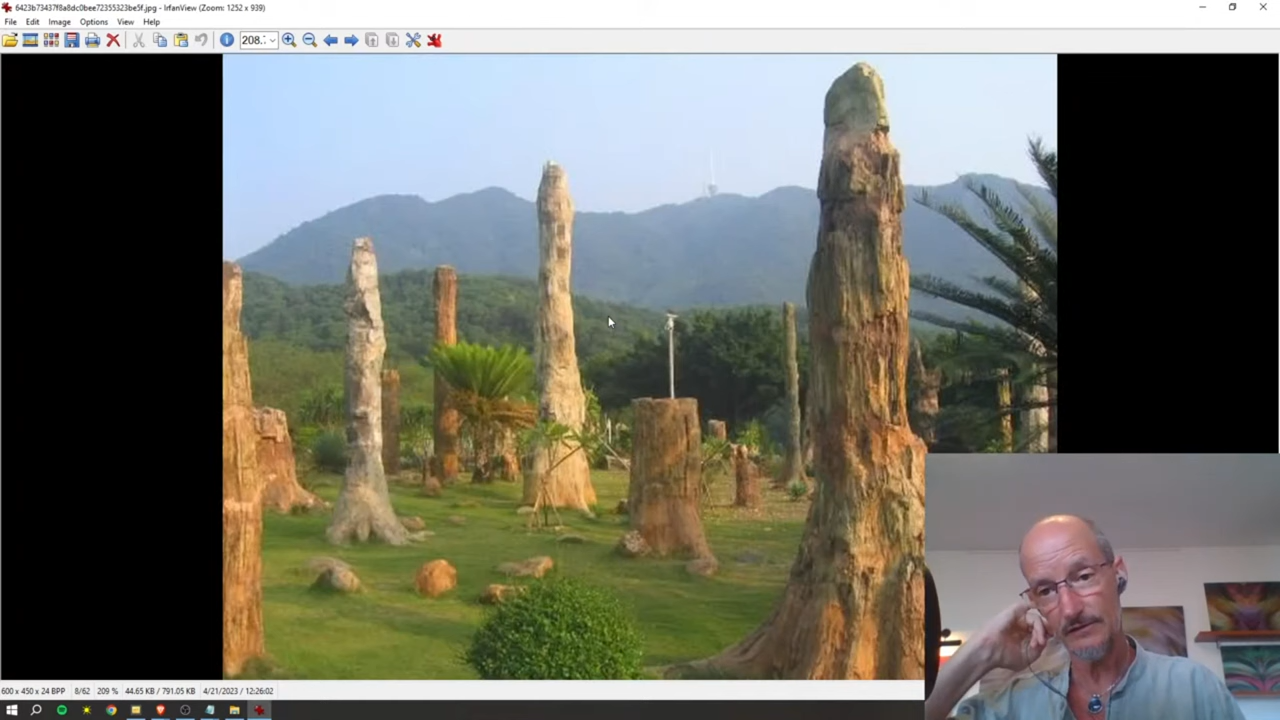 6423b73437f8a8dc0bee72355323be5f.jpg - IrfanView (Zoom: 1252 x 939)
File Edit Image Options View Help
208.
600 x 450 x 24 BPP 8/62 209 % 44.65 KB / 791.05 KB 4/21/2023 / 12:26:02